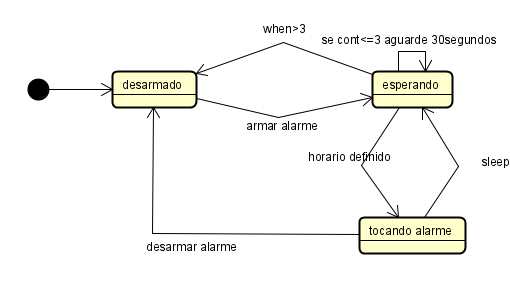 when>3
se cont<=3 aguarde 30segundos
desarmado
esperando
armar alarme
horario definido
sleep
tocando alarme
desarmar alarme